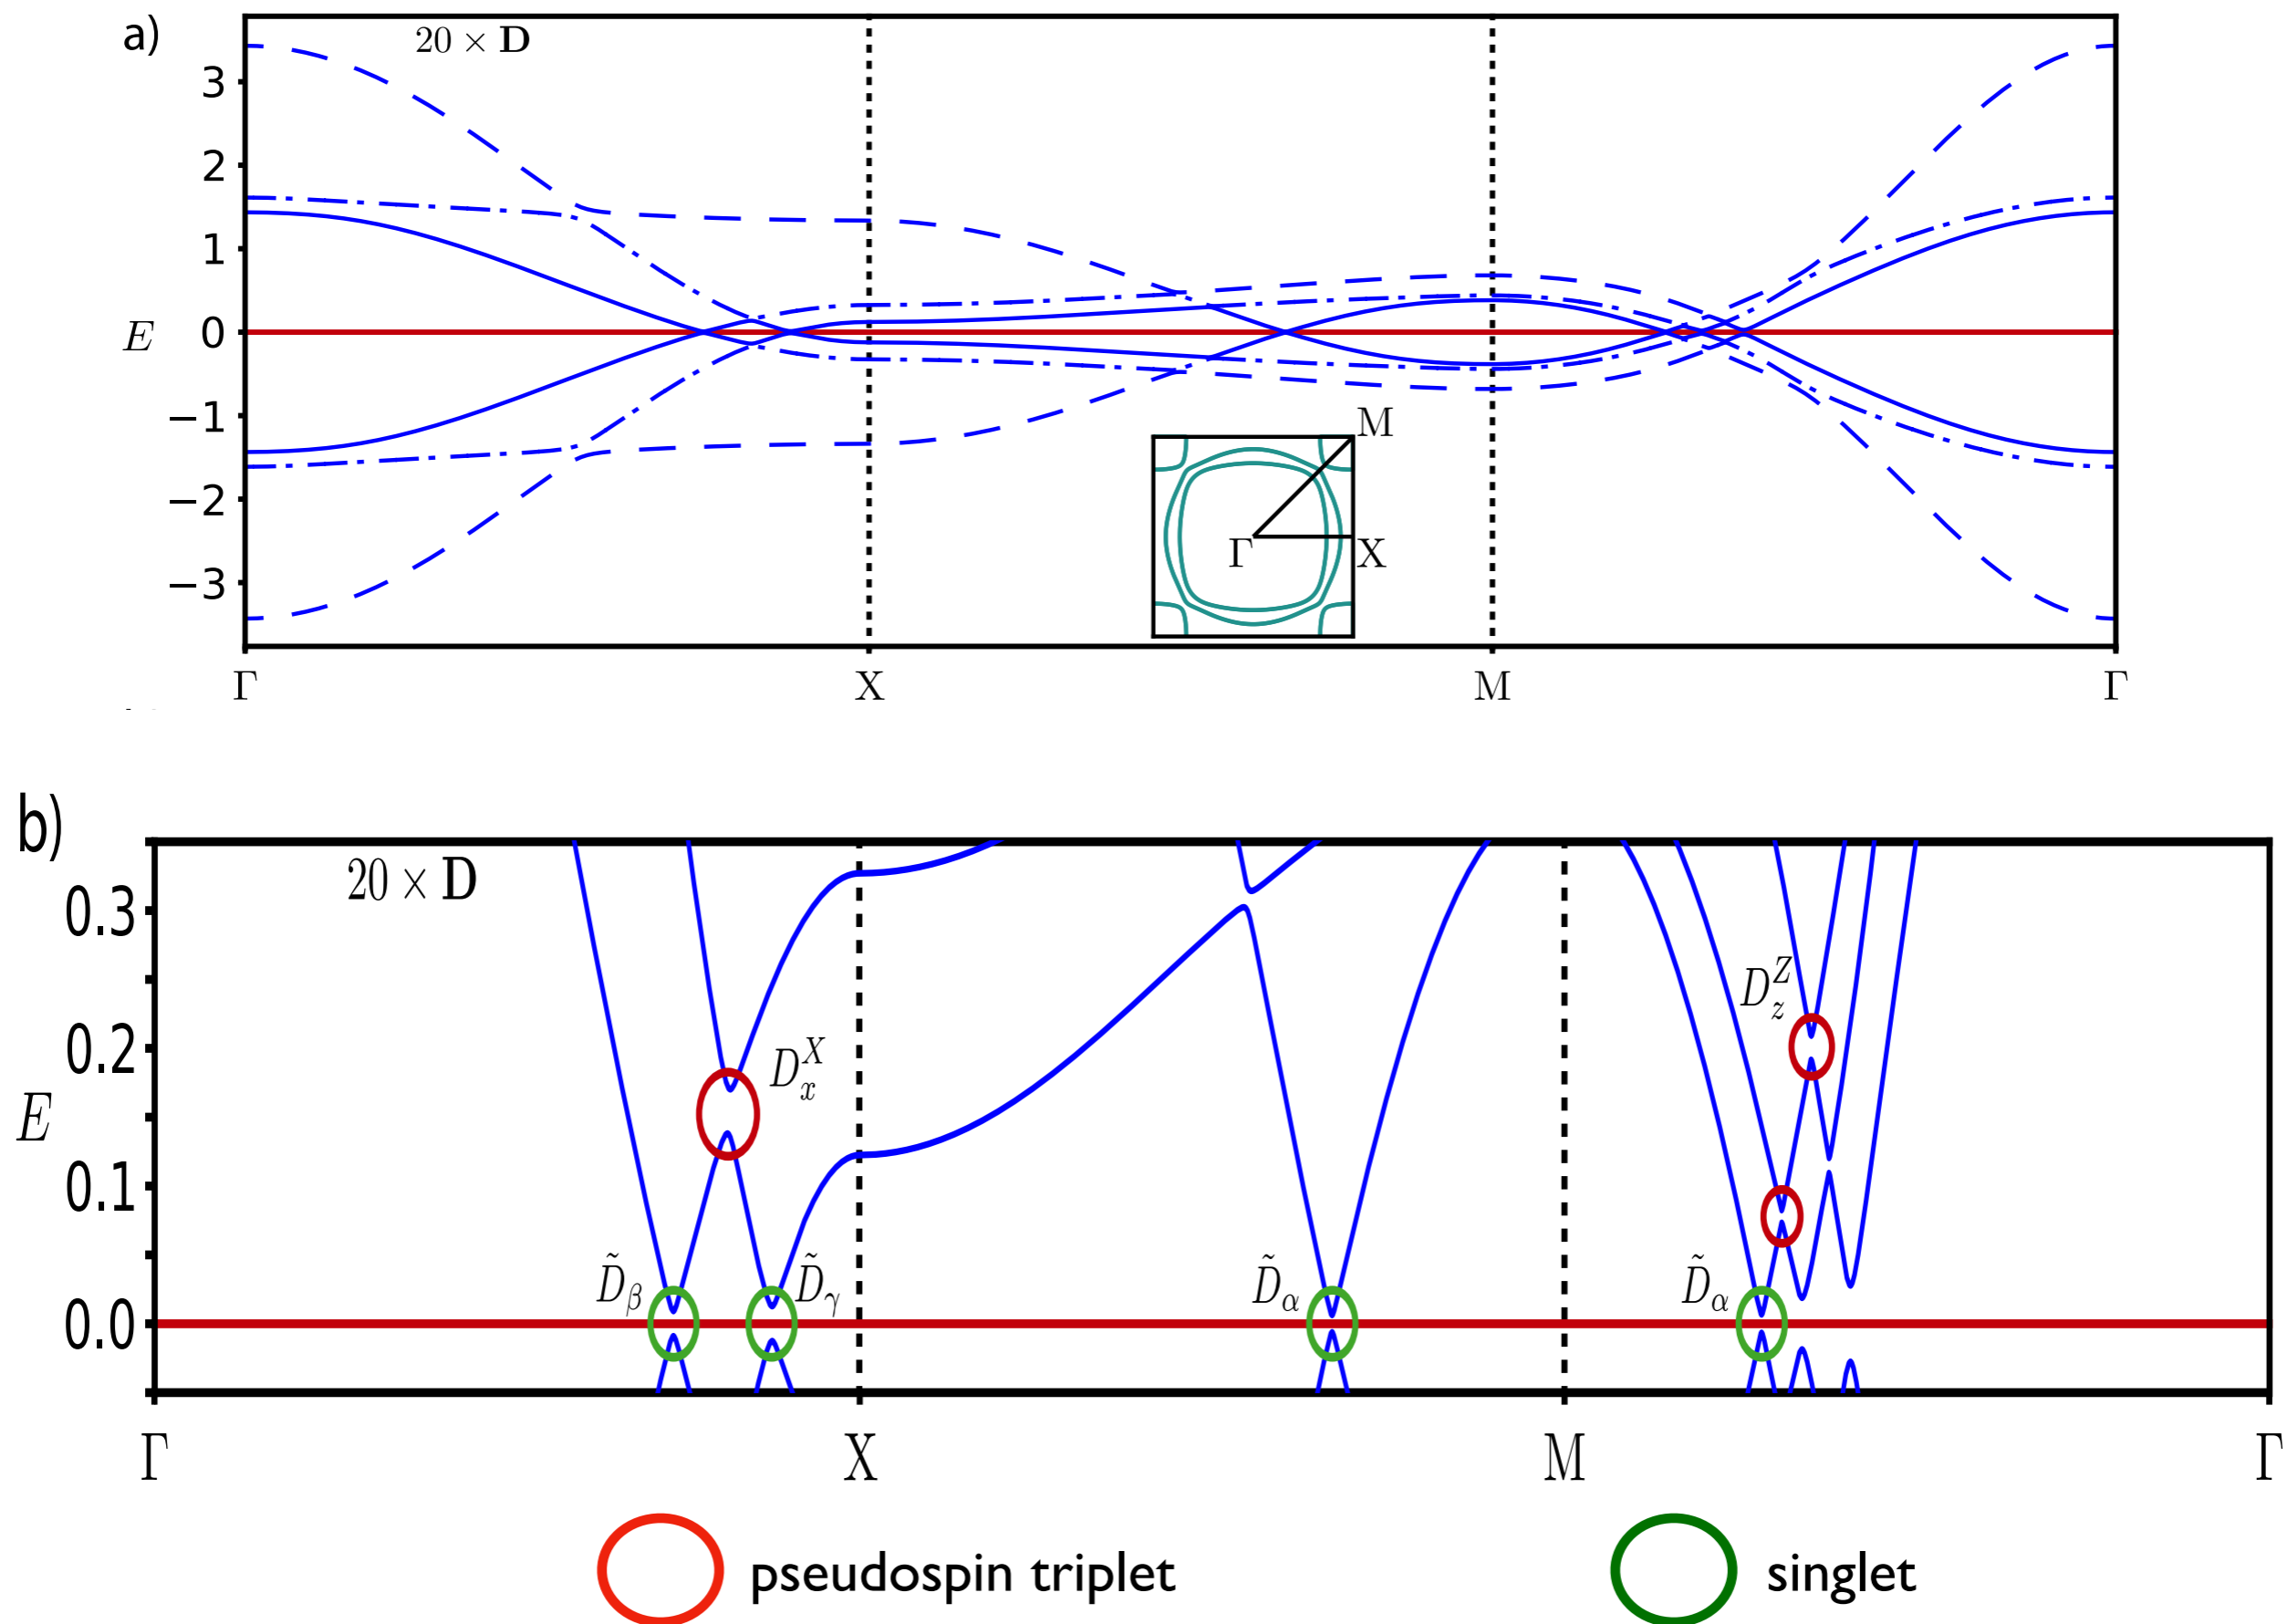 a)
20 × D
3
2
1
E 0
−1
M
−2
Γ X
−3
Γ X M Γ
b)
20 × D
0.3
D_z^Z
0.2
D_x^X
E
0.1
D̃_β D̃_γ D̃_α D̃_α
0.0
Γ X M Γ
pseudospin triplet singlet